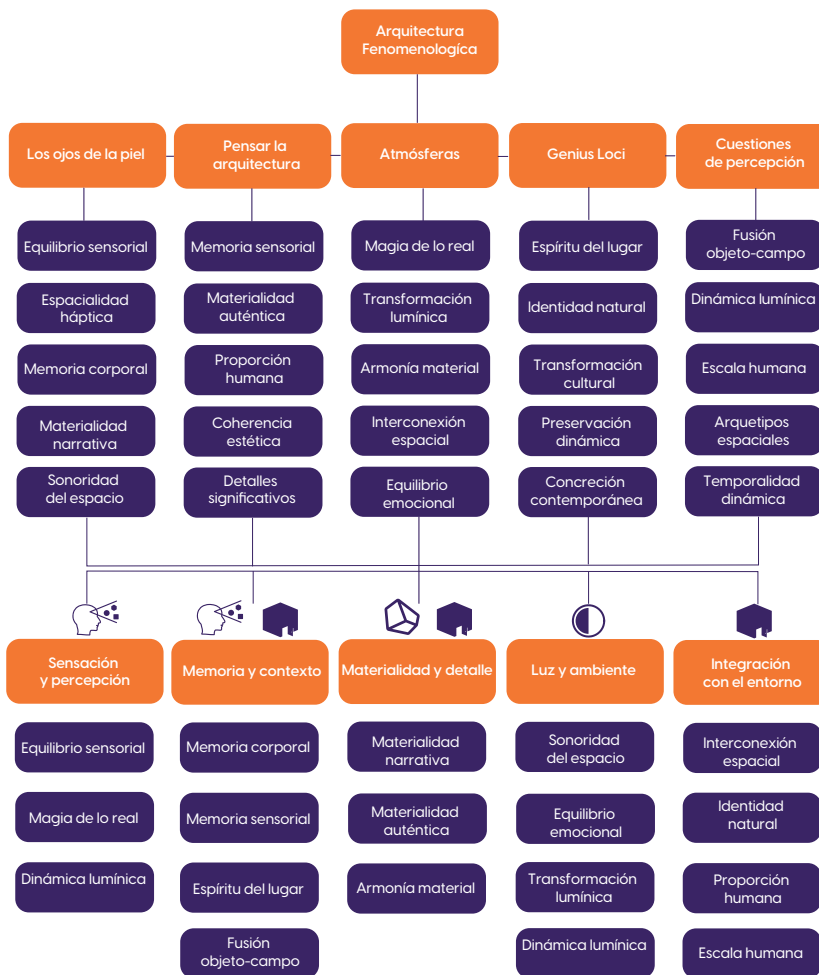 Arquitectura
Fenomenologíca
Los ojos de la piel
Pensar la
arquitectura
Atmósferas
Genius Loci
Cuestiones
de percepción
Equilibrio sensorial
Memoria sensorial
Magia de lo real
Espíritu del lugar
Fusión
objeto-campo
Espacialidad
háptica
Materialidad
auténtica
Transformación
lumínica
Identidad natural
Dinámica lumínica
Memoria corporal
Proporción
humana
Armonía material
Transformación
cultural
Escala humana
Materialidad
narrativa
Coherencia
estética
Interconexión
espacial
Preservación
dinámica
Arquetipos
espaciales
Sonoridad
del espacio
Detalles
significativos
Equilibrio
emocional
Concreción
contemporánea
Temporalidad
dinámica
Sensación
y percepción
Memoria y contexto
Materialidad y detalle
Luz y ambiente
Integración
con el entorno
Equilibrio sensorial
Memoria corporal
Materialidad
narrativa
Sonoridad
del espacio
Interconexión
espacial
Magia de lo real
Memoria sensorial
Materialidad
auténtica
Equilibrio
emocional
Identidad
natural
Dinámica lumínica
Espíritu del lugar
Armonía material
Transformación
lumínica
Proporción
humana
Fusión
objeto-campo
Dinámica lumínica
Escala humana